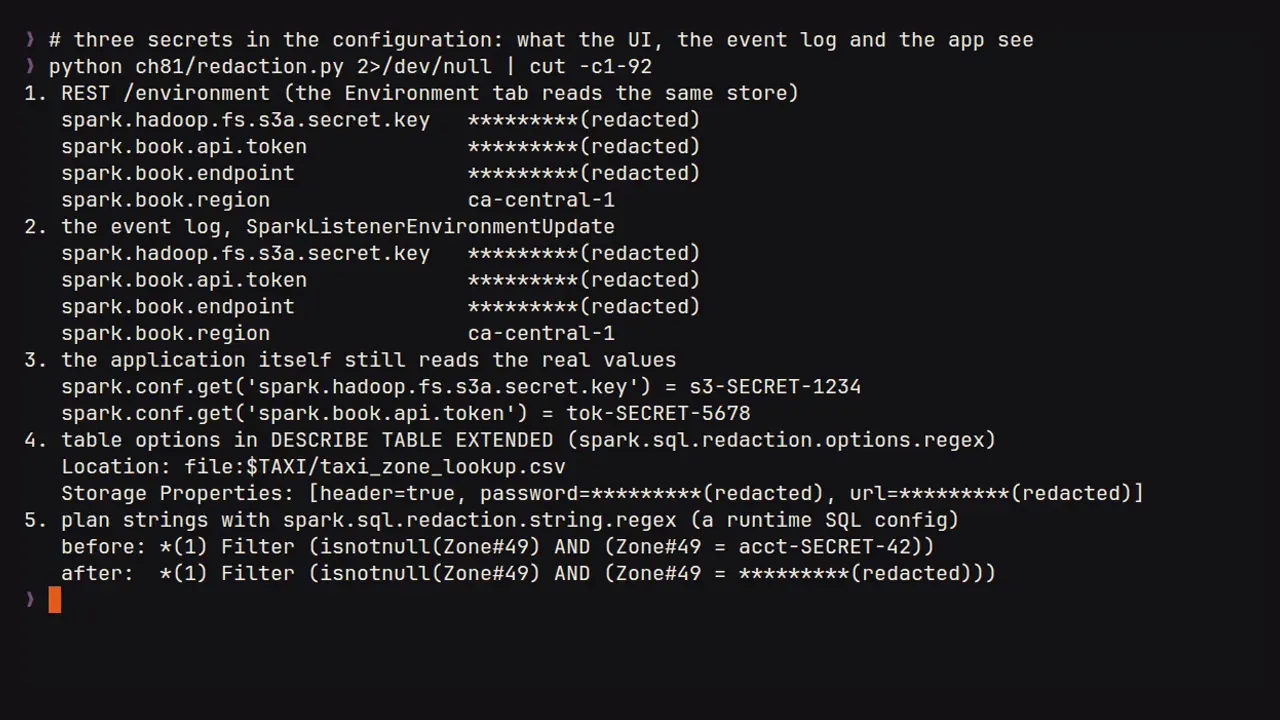 ❯ # three secrets in the configuration: what the UI, the event log and the app see
❯ python ch81/redaction.py 2>/dev/null | cut -c1-92
1. REST /environment (the Environment tab reads the same store)
   spark.hadoop.fs.s3a.secret.key   *********(redacted)
   spark.book.api.token             *********(redacted)
   spark.book.endpoint              *********(redacted)
   spark.book.region                ca-central-1
2. the event log, SparkListenerEnvironmentUpdate
   spark.hadoop.fs.s3a.secret.key   *********(redacted)
   spark.book.api.token             *********(redacted)
   spark.book.endpoint              *********(redacted)
   spark.book.region                ca-central-1
3. the application itself still reads the real values
   spark.conf.get('spark.hadoop.fs.s3a.secret.key') = s3-SECRET-1234
   spark.conf.get('spark.book.api.token') = tok-SECRET-5678
4. table options in DESCRIBE TABLE EXTENDED (spark.sql.redaction.options.regex)
   Location: file:$TAXI/taxi_zone_lookup.csv
   Storage Properties: [header=true, password=*********(redacted), url=*********(redacted)]
5. plan strings with spark.sql.redaction.string.regex (a runtime SQL config)
   before: *(1) Filter (isnotnull(Zone#49) AND (Zone#49 = acct-SECRET-42))
   after:  *(1) Filter (isnotnull(Zone#49) AND (Zone#49 = *********(redacted)))
❯